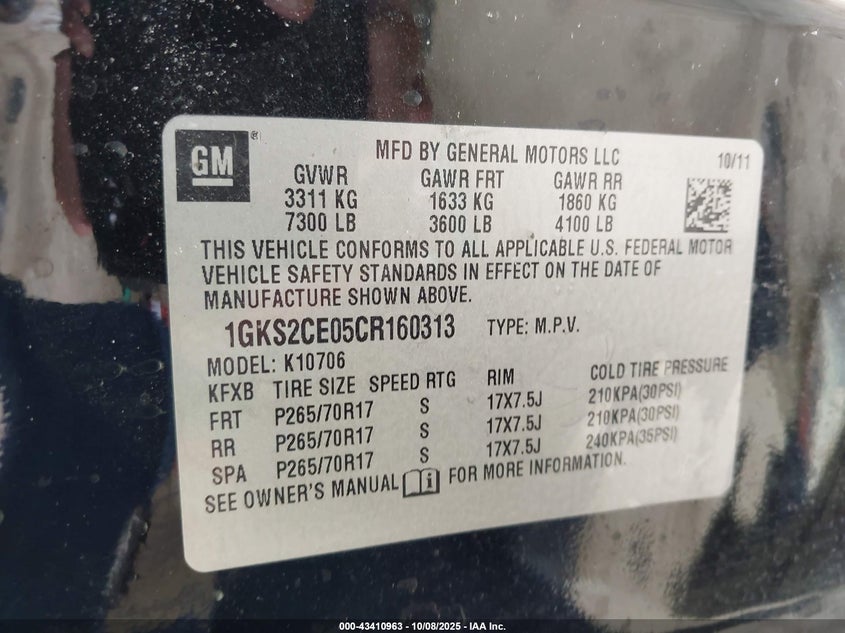 GM®
MFD BY GENERAL MOTORS LLC 10/11
GVWR GAWR FRT GAWR RR
3311 KG 1633 KG 1860 KG
7300 LB 3600 LB 4100 LB
THIS VEHICLE CONFORMS TO ALL APPLICABLE U.S. FEDERAL MOTOR
VEHICLE SAFETY STANDARDS IN EFFECT ON THE DATE OF
MANUFACTURE SHOWN ABOVE.
1GKS2CE05CR160313 TYPE: M.P.V.
MODEL: K10706
KFXB TIRE SIZE SPEED RTG RIM COLD TIRE PRESSURE
FRT P265/70R17 S 17X7.5J 210KPA(30PSI)
RR P265/70R17 S 17X7.5J 210KPA(30PSI)
SPA P265/70R17 S 17X7.5J 240KPA(35PSI)
SEE OWNER'S MANUAL FOR MORE INFORMATION.
000-43410963 | 10/08/2025 - IAA Inc.